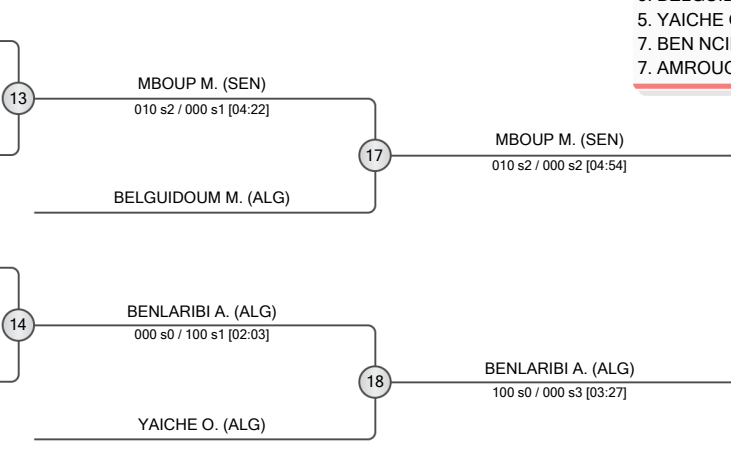 5. YAICHE
7. BEN
7.
13
MBOUP M. (SEN)
010 s2 / 000 s1 [04:22]
17
MBOUP M. (SEN)
010 s2 / 000 s2 [04:54]
BELGUIDOUM M. (ALG)
14
BENLARIBI A. (ALG)
000 s0 / 100 s1 [02:03]
18
BENLARIBI A. (ALG)
100 s0 / 000 s3 [03:27]
YAICHE O. (ALG)